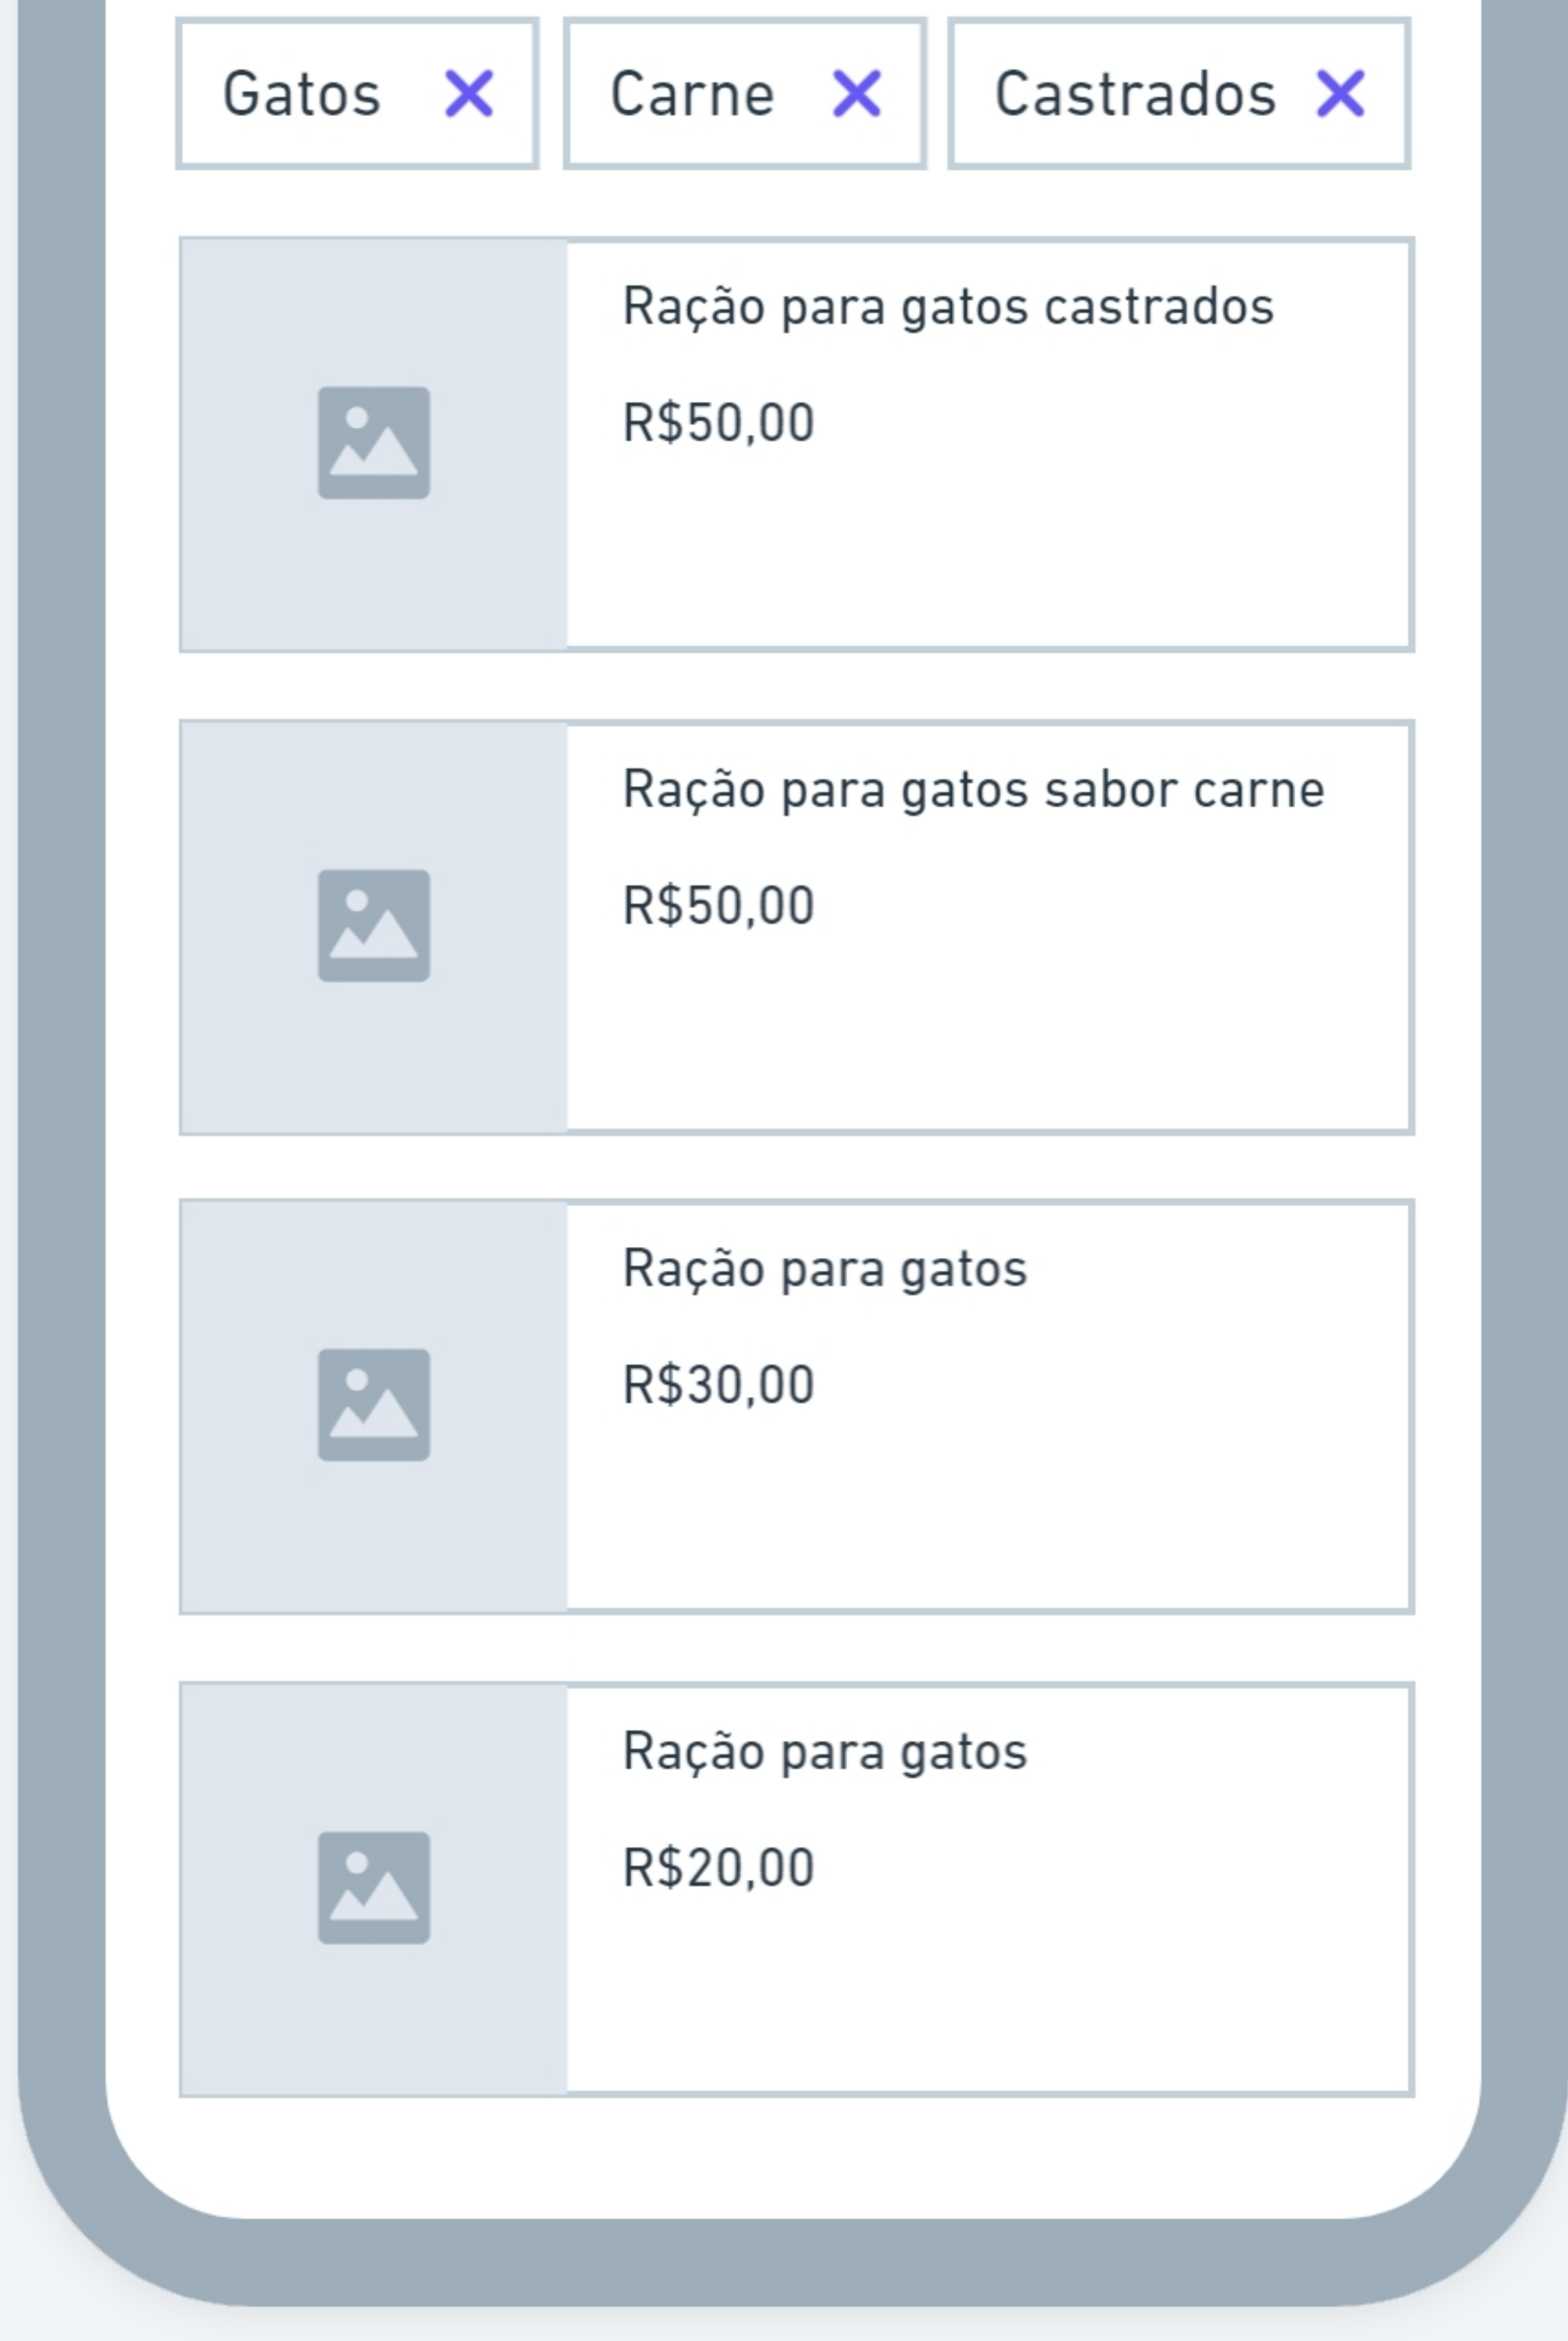 Gatos Carne Castrados
Ração para gatos castrados
R$50,00
Ração para gatos sabor carne
R$50,00
Ração para gatos
R$30,00
Ração para gatos
R$20,00